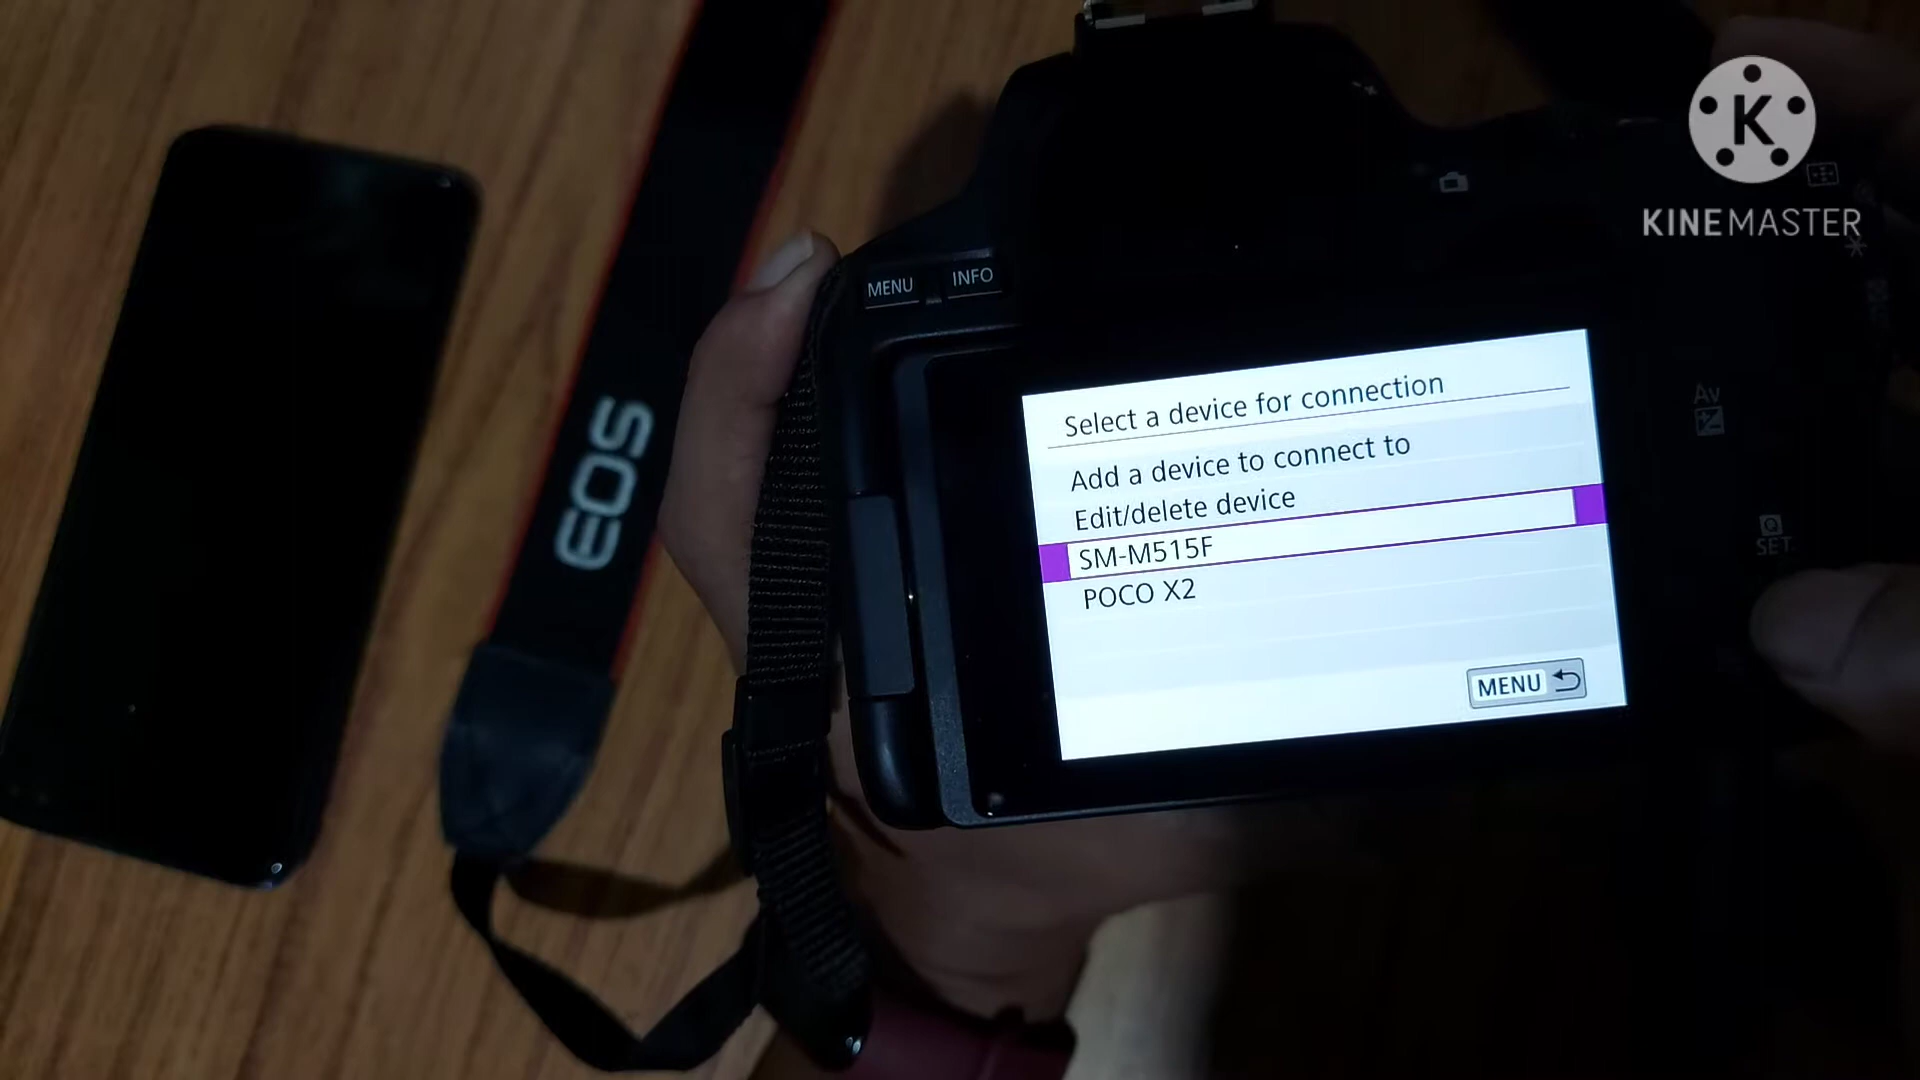 K
KINEMASTER
MENU INFO
EOS
Select a device for connection
Add a device to connect to
Edit/delete device
SM-M515F
POCO X2
MENU
Av
Q
SET